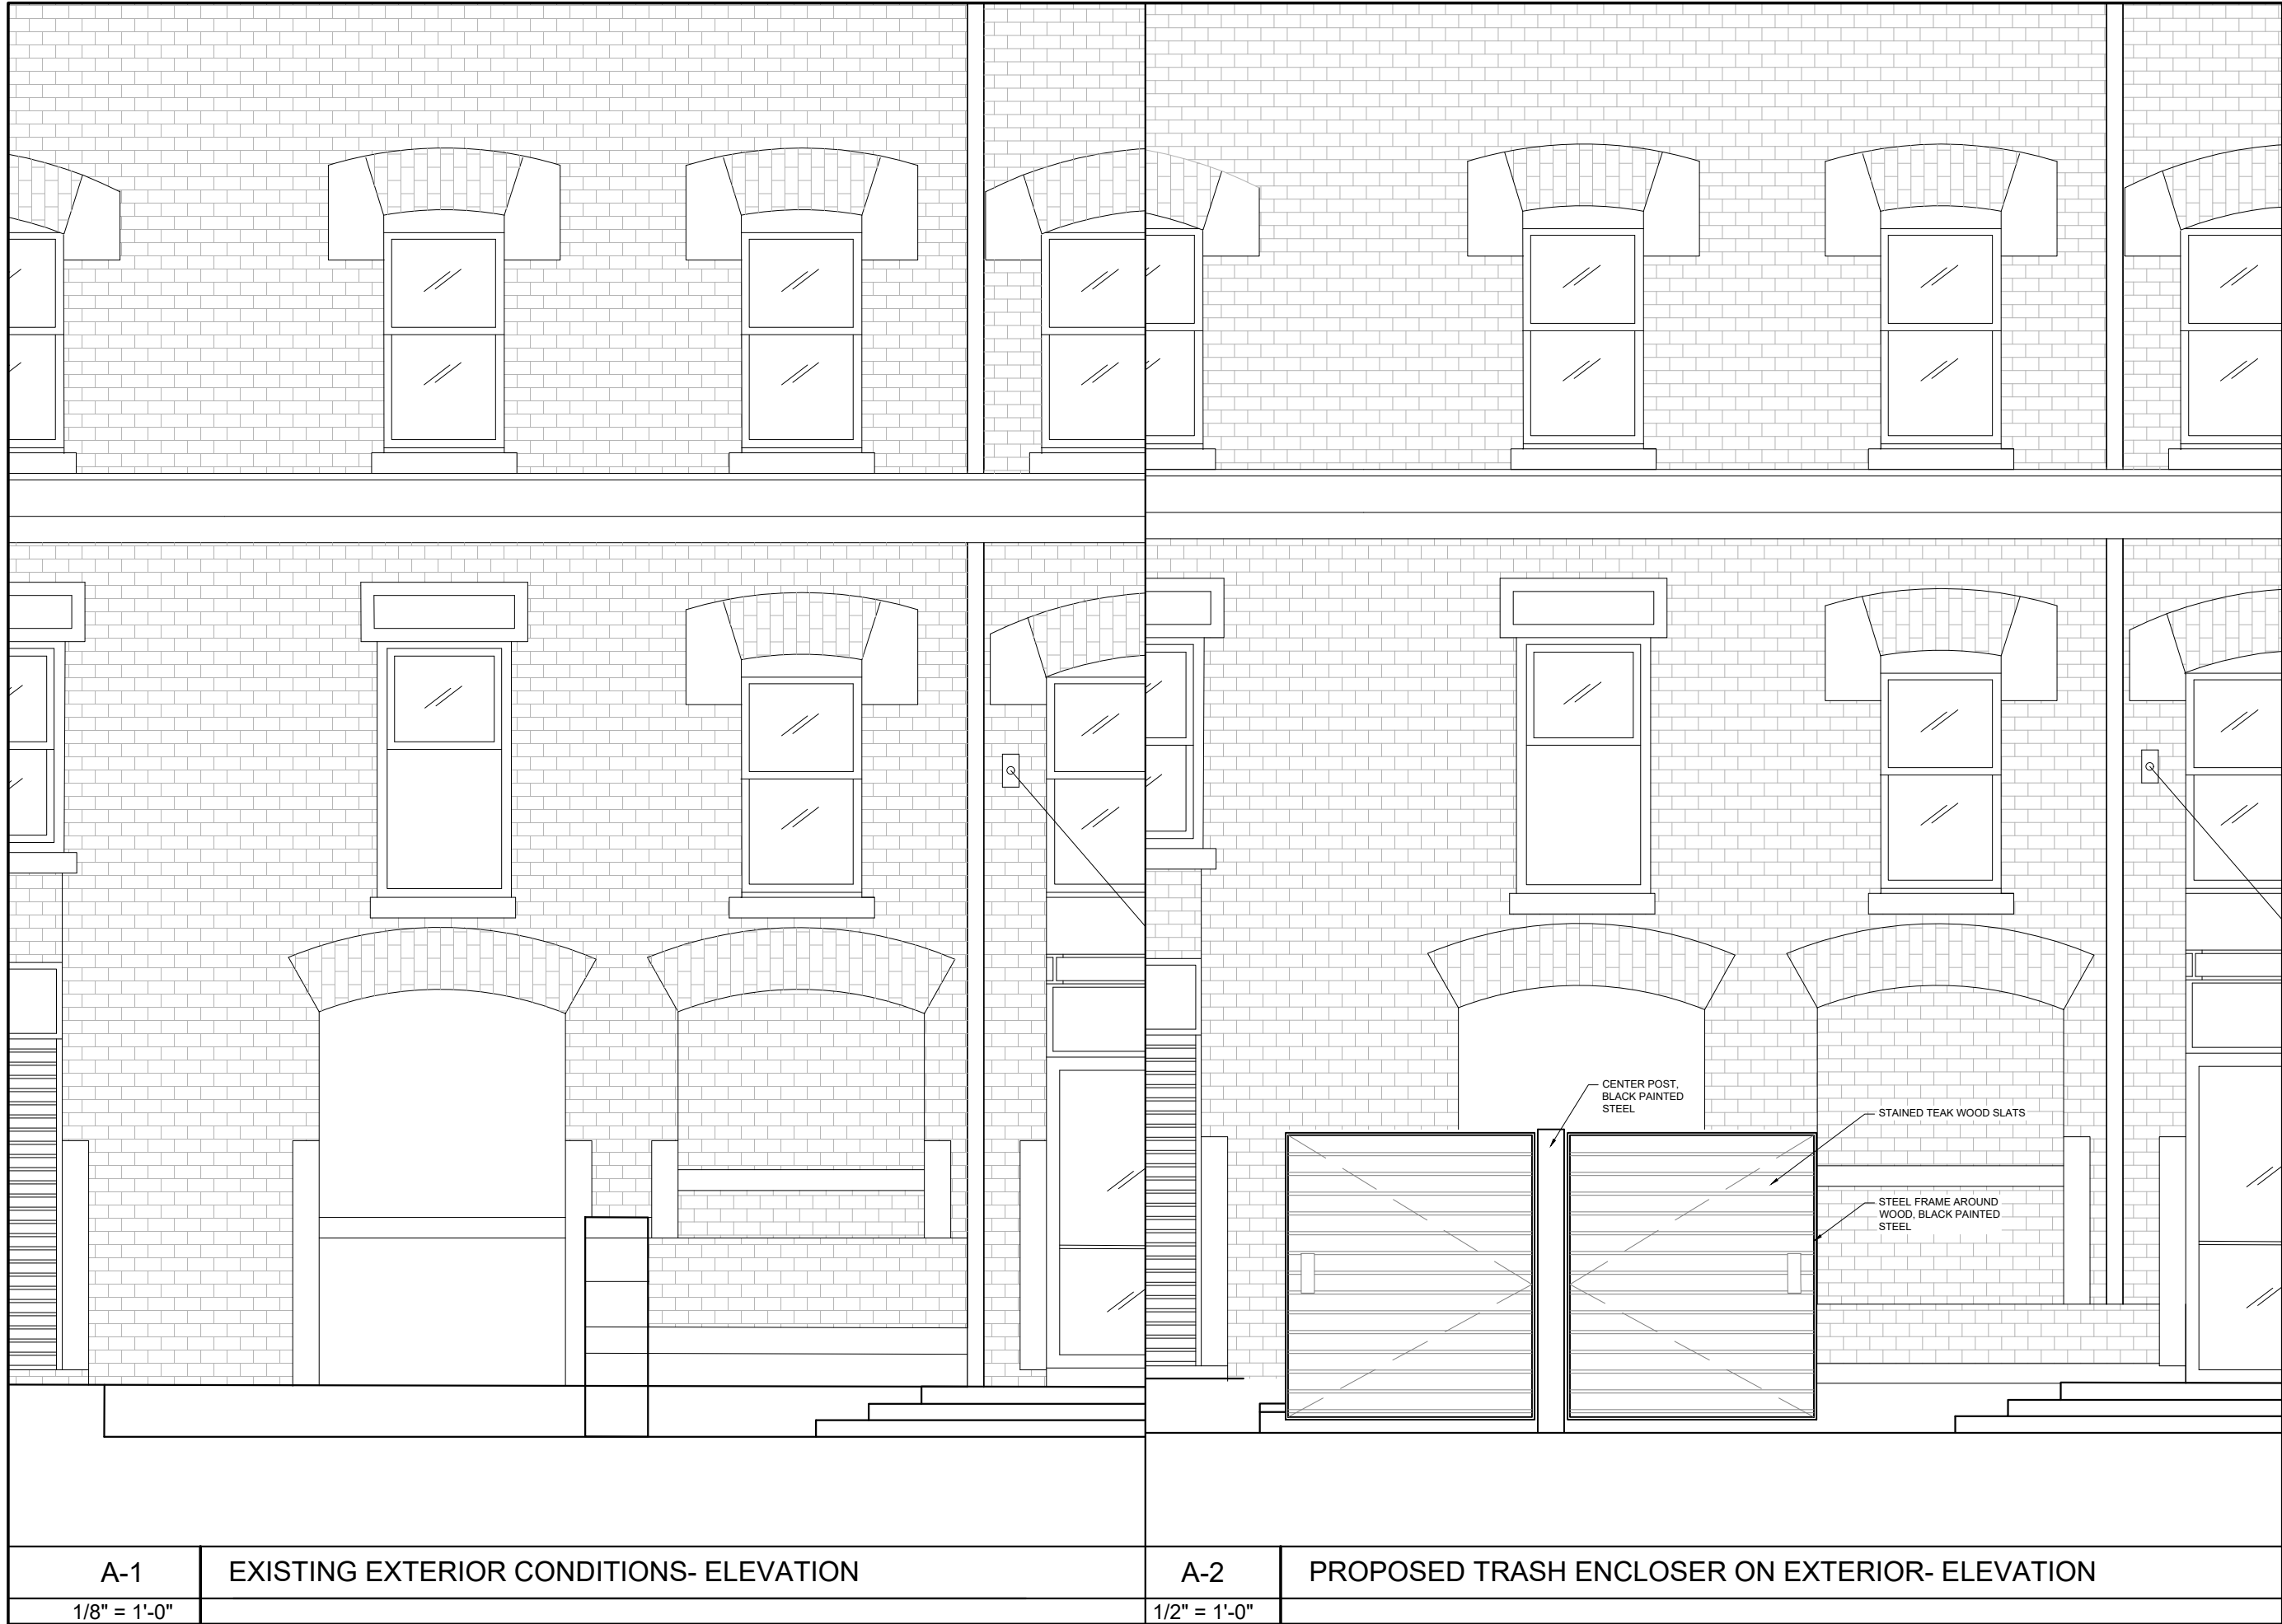 CENTER POST,
BLACK PAINTED
STEEL
STAINED TEAK WOOD SLATS
STEEL FRAME AROUND
WOOD, BLACK PAINTED
STEEL
A-1
EXISTING EXTERIOR CONDITIONS- ELEVATION
1/8" = 1'-0"
A-2
PROPOSED TRASH ENCLOSER ON EXTERIOR- ELEVATION
1/2" = 1'-0"